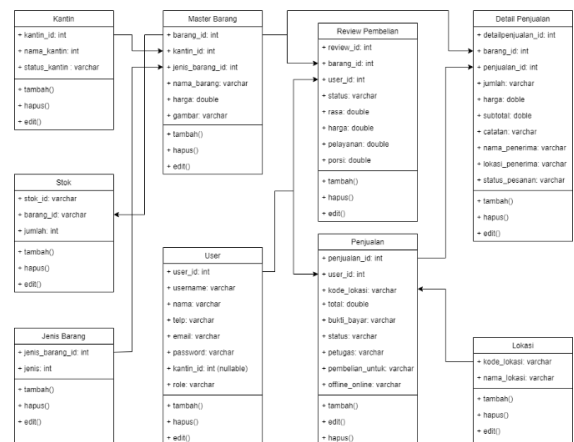 Kantin
+ kantin_id: int
+ nama_kantin: int
+ status_kantin : varchar
+ tambah()
+ hapus()
+ edit()
Master Barang
+ barang_id: int
+ kantin_id: int
+ jenis_barang_id: int
+ nama_barang: varchar
+ harga: double
+ gambar: varchar
+ tambah()
+ hapus()
+ edit()
Review Pembelian
+ review_id: int
+ barang_id: int
+ user_id: int
+ status: varchar
+ rasa: double
+ harga: double
+ pelayanan: double
+ porsi: double
+ tambah()
+ hapus()
+ edit()
Detail Penjualan
+ detailpenjualan_id: int
+ barang_id: int
+ penjualan_id: int
+ jumlah: varchar
+ harga: doble
+ subtotal: doble
+ catatan: varchar
+ nama_penerima: varchar
+ lokasi_penerima: varchar
+ status_pesanan: varchar
+ tambah()
+ hapus()
+ edit()
Stok
+ stok_id: varchar
+ barang_id: varchar
+ jumlah: int
+ tambah()
+ hapus()
+ edit()
User
+ user_id: int
+ username: varchar
+ nama: varchar
+ telp: varchar
+ email: varchar
+ password: varchar
+ kantin_id: int (nullable)
+ role: varchar
+ tambah()
+ hapus()
+ edit()
Penjualan
+ penjualan_id: int
+ user_id: int
+ kode_lokasi: varchar
+ total: double
+ bukti_bayar: varchar
+ status: varchar
+ petugas: varchar
+ pembelian_untuk: varchar
+ offline_online: varchar
+ tambah()
+ edit()
+ hapus()
Jenis Barang
+ jenis_barang_id: int
+ jenis: int
+ tambah()
+ hapus()
+ edit()
Lokasi
+ kode_lokasi: varchar
+ nama_lokasi: varchar
+ tambah()
+ hapus()
+ edit()